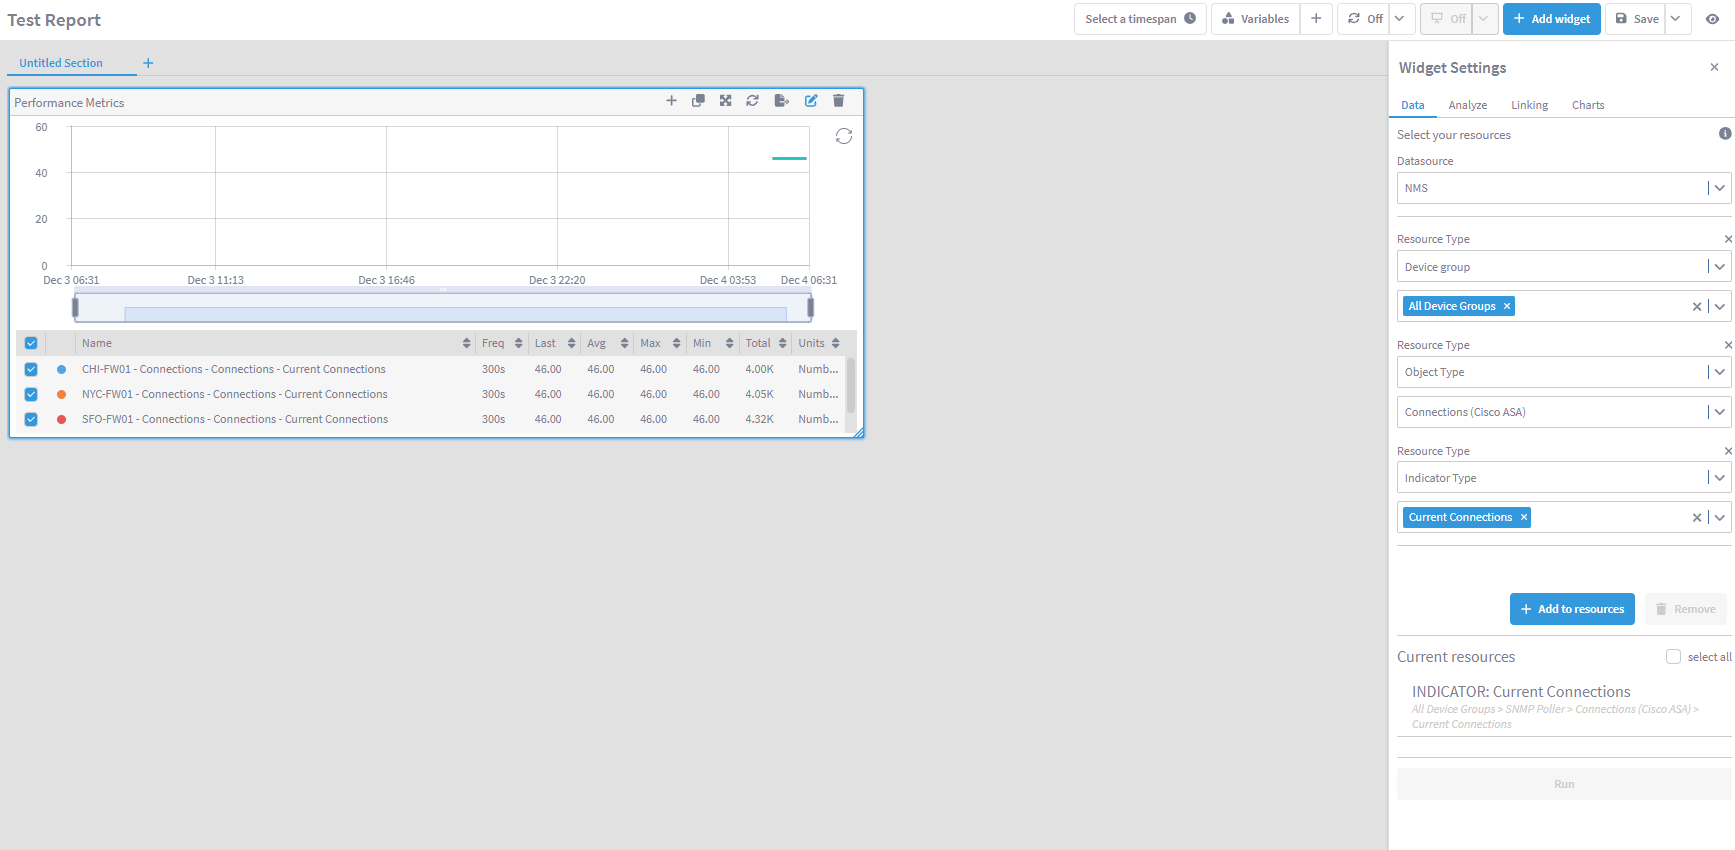 Test Report
Select a timespan
Variables
Off
Off
Add widget
Save
Untitled Section
Performance Metrics
60
40
20
0
Dec 3 06:31 Dec 3 11:13 Dec 3 16:46 Dec 3 22:20 Dec 4 03:53 Dec 4 06:31
Name Freq Last Avg Max Min Total Units
CHI-FW01 - Connections - Connections - Current Connections 300s 46.00 46.00 46.00 46.00 4.00K Numb...
NYC-FW01 - Connections - Connections - Current Connections 300s 46.00 46.00 46.00 46.00 4.05K Numb...
SFO-FW01 - Connections - Connections - Current Connections 300s 46.00 46.00 46.00 46.00 4.32K Numb...
Widget Settings
Data Analyze Linking Charts
Select your resources
Datasource
NMS
Resource Type
Device group
All Device Groups
Resource Type
Object Type
Connections (Cisco ASA)
Resource Type
Indicator Type
Current Connections
Add to resources
Remove
Current resources
select all
INDICATOR: Current Connections
All Device Groups > SNMP Poller > Connections (Cisco ASA) >
Current Connections
Run